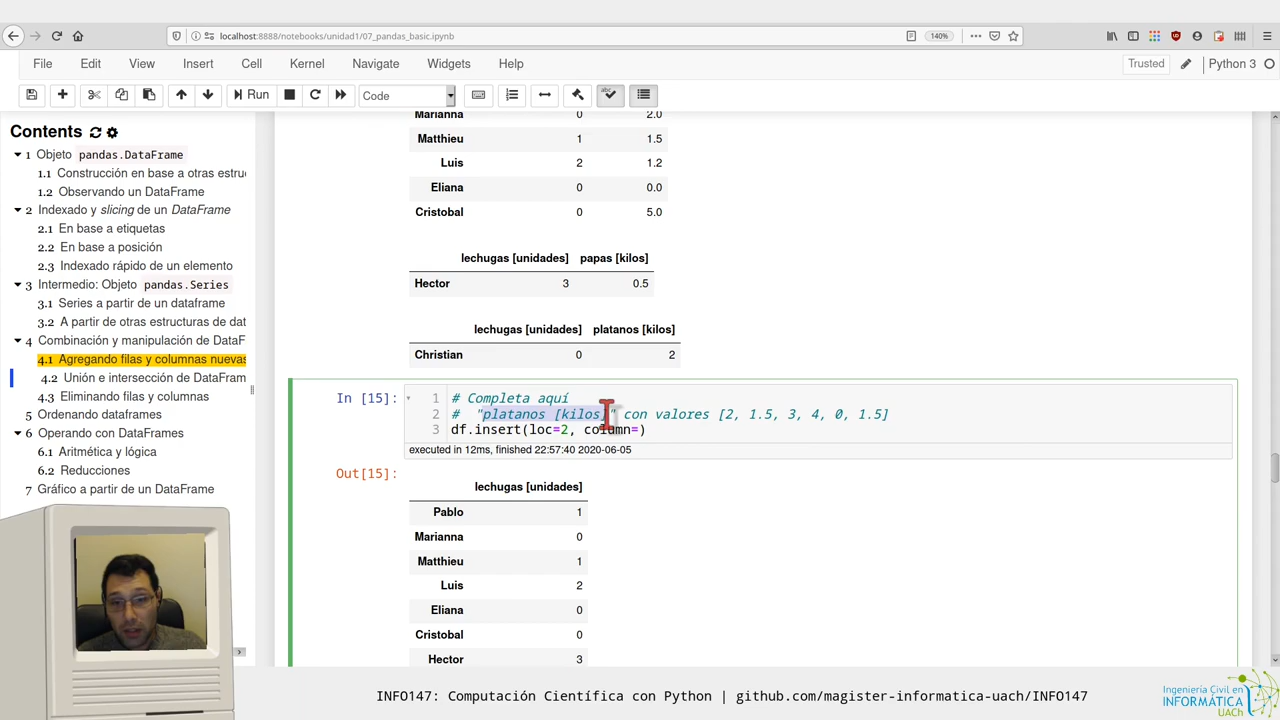 localhost:8888/notebooks/unidad1/07_pandas_basic.ipynb
140%
File Edit View Insert Cell Kernel Navigate Widgets Help
Trusted
Python 3
Run
Code
Contents
1 Objeto pandas.DataFrame
1.1 Construcción en base a otras estru
1.2 Observando un DataFrame
2 Indexado y slicing de un DataFrame
2.1 En base a etiquetas
2.2 En base a posición
2.3 Indexado rápido de un elemento
3 Intermedio: Objeto pandas.Series
3.1 Series a partir de un dataframe
3.2 A partir de otras estructuras de dat
4 Combinación y manipulación de DataF
4.1 Agregando filas y columnas nuevas
4.2 Unión e intersección de DataFram
4.3 Eliminando filas y columnas
5 Ordenando dataframes
6 Operando con DataFrames
6.1 Aritmética y lógica
6.2 Reducciones
7 Gráfico a partir de un DataFrame
Marianna 0 2.0
Matthieu 1 1.5
Luis 2 1.2
Eliana 0 0.0
Cristobal 0 5.0
lechugas [unidades] papas [kilos]
Hector 3 0.5
lechugas [unidades] platanos [kilos]
Christian 0 2
In [15]:
1 # Completa aquí
2 # "platanos [kilos]" con valores [2, 1.5, 3, 4, 0, 1.5]
3 df.insert(loc=2, column=)
executed in 12ms, finished 22:57:40 2020-06-05
Out[15]:
lechugas [unidades]
Pablo 1
Marianna 0
Matthieu 1
Luis 2
Eliana 0
Cristobal 0
Hector 3
INFO147: Computación Científica con Python | github.com/magister-informatica-uach/INFO147
Ingeniería Civil en
INFORMÁTICA
UACh